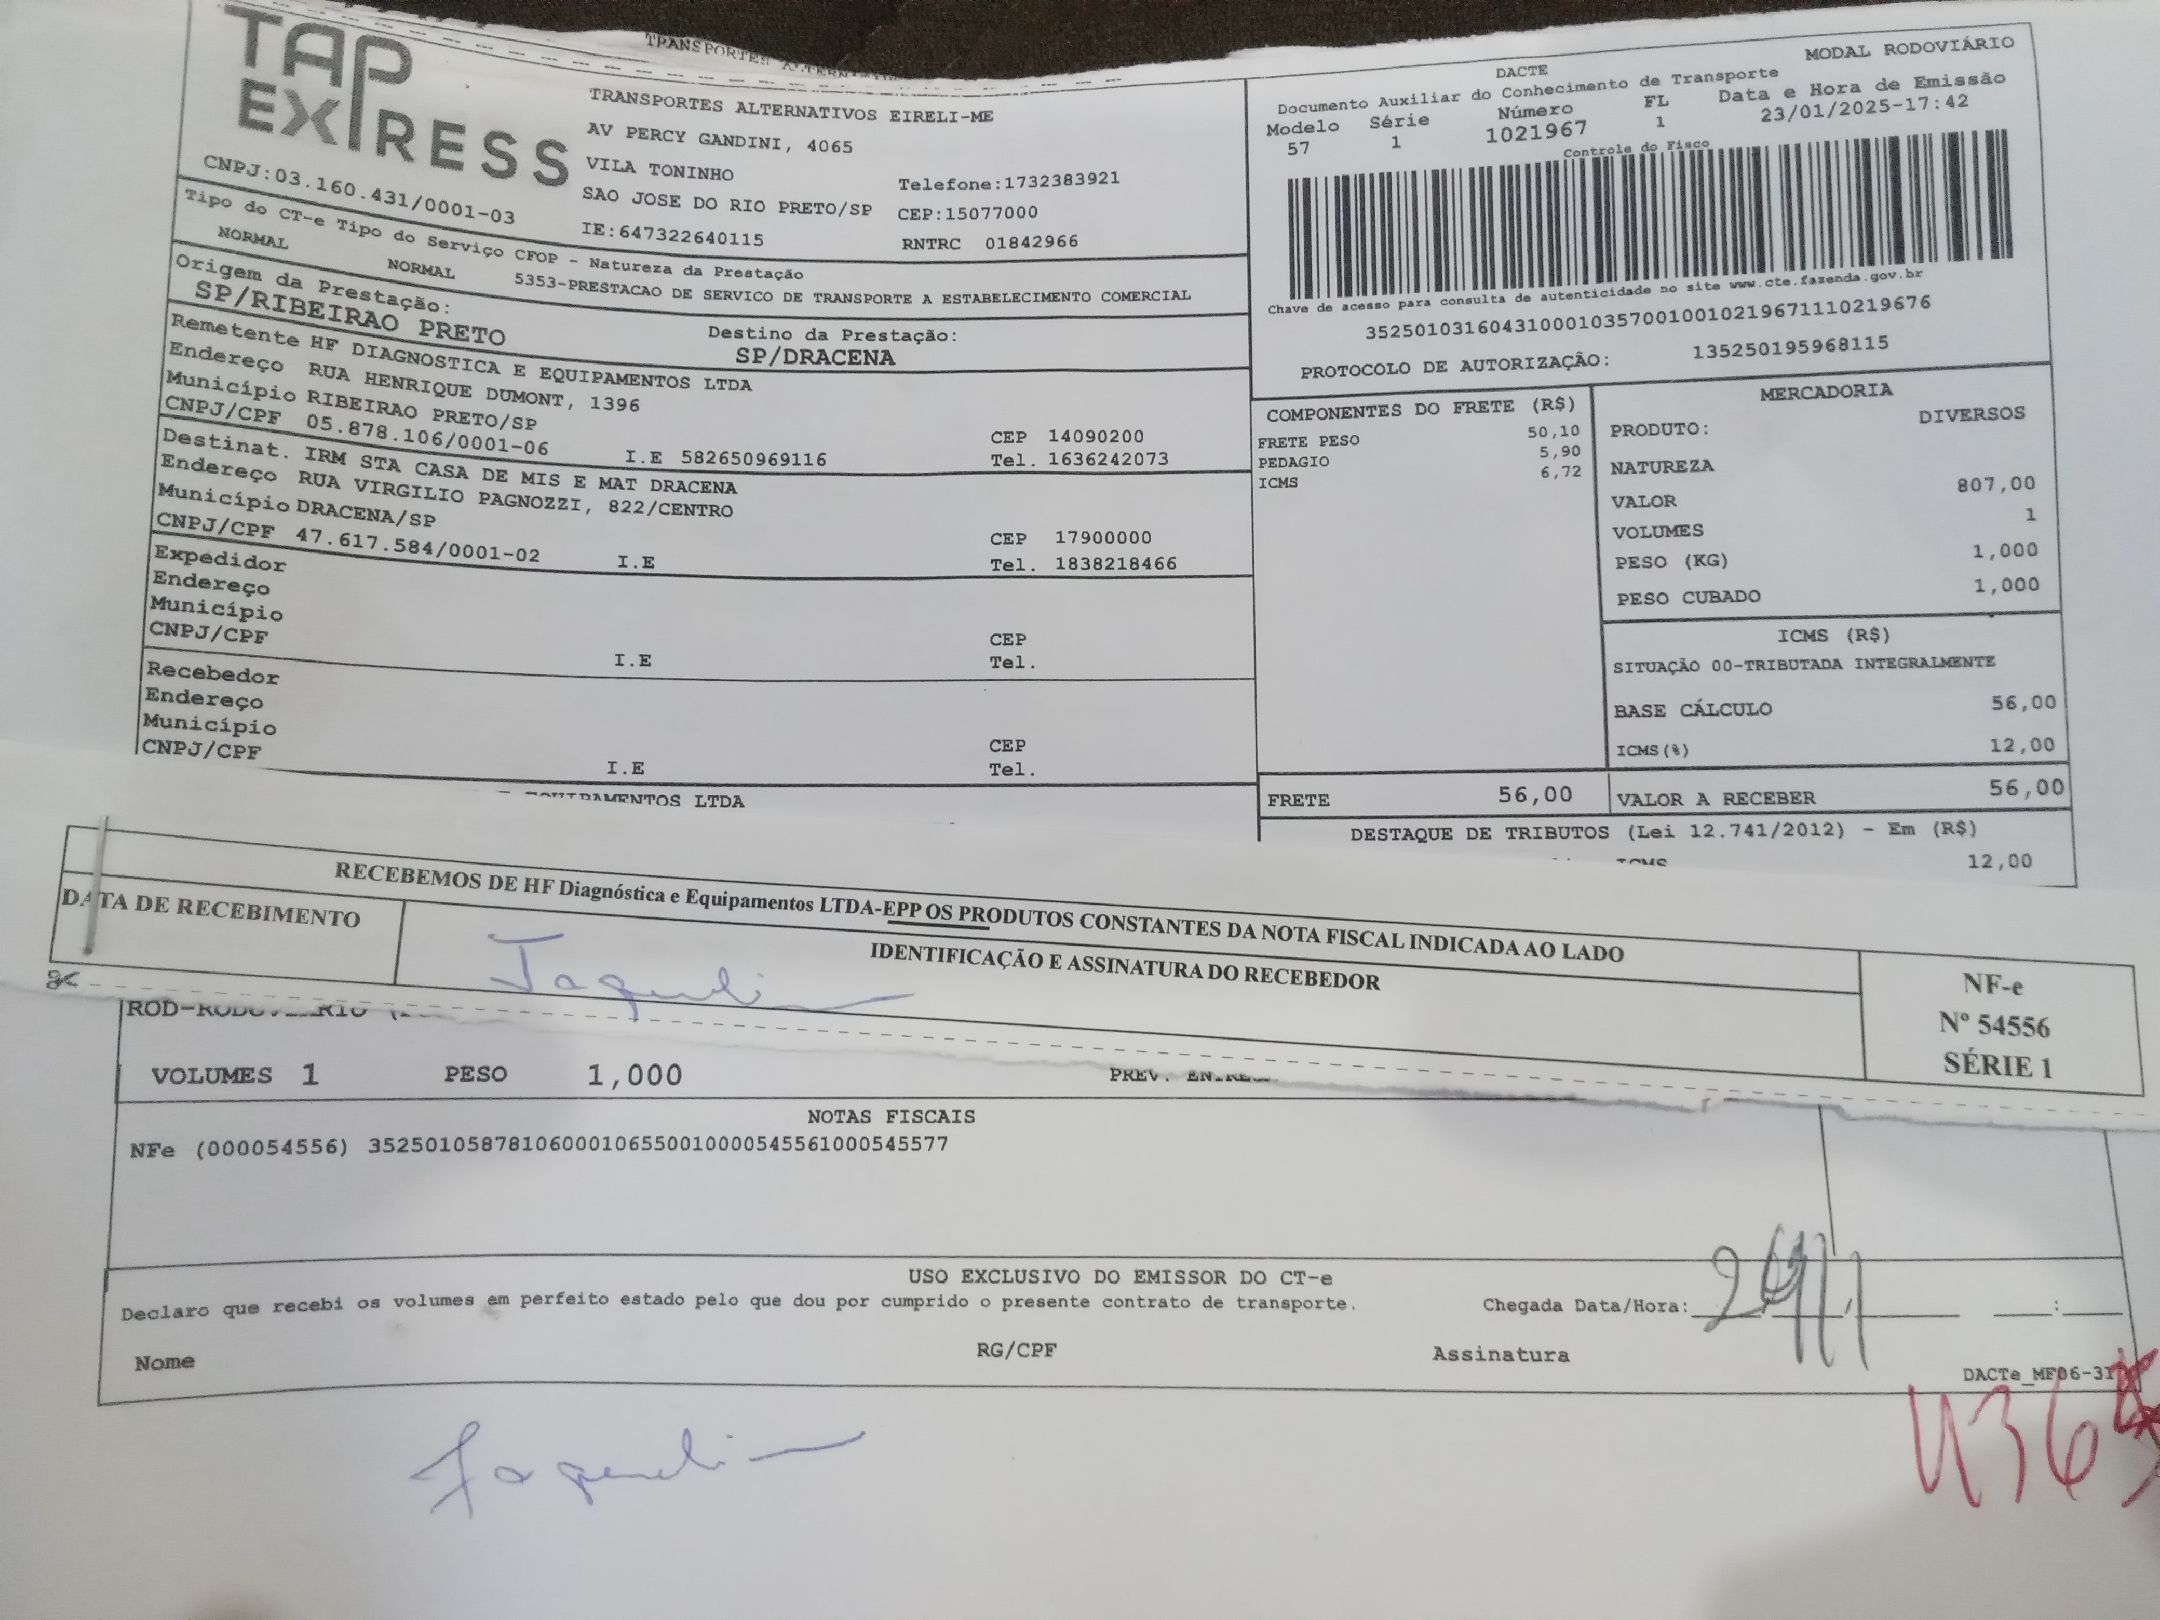 TAP
EXPRESS
TRANSPORTES
TRANSPORTES ALTERNATIVOS EIRELI-ME
AV PERCY GANDINI, 4065
VILA TONINHO
Telefone:1732383921
SAO JOSE DO RIO PRETO/SP CEP:15077000
CNPJ:03.160.431/0001-03
IE:647322640115 RNTRC 01842966
DACTE
MODAL RODOVIÁRIO
Documento Auxiliar do Conhecimento de Transporte
Modelo Série Número FL Data e Hora de Emissão
57 1 1021967 1 23/01/2025-17:42
Controle do Fisco
Chave de acesso para consulta de autenticidade no site www.cte.fazenda.gov.br
35250103160431000103570010010219671110219676
PROTOCOLO DE AUTORIZAÇÃO: 135250195968115
Tipo do CT-e Tipo do Serviço CFOP - Natureza da Prestação
NORMAL NORMAL 5353-PRESTACAO DE SERVICO DE TRANSPORTE A ESTABELECIMENTO COMERCIAL
Origem da Prestação: Destino da Prestação:
SP/RIBEIRAO PRETO SP/DRACENA
Remetente HF DIAGNOSTICA E EQUIPAMENTOS LTDA
Endereço RUA HENRIQUE DUMONT, 1396
Município RIBEIRAO PRETO/SP CEP 14090200
CNPJ/CPF 05.878.106/0001-06 I.E 582650969116 Tel. 1636242073
Destinat. IRM STA CASA DE MIS E MAT DRACENA
Endereço RUA VIRGILIO PAGNOZZI, 822/CENTRO
Município DRACENA/SP CEP 17900000
CNPJ/CPF 47.617.584/0001-02 I.E Tel. 1838218466
Expedidor
Endereço
Município CEP
CNPJ/CPF I.E Tel.
Recebedor
Endereço
Município CEP
CNPJ/CPF I.E Tel.
EQUIPAMENTOS LTDA
COMPONENTES DO FRETE (R$)
FRETE PESO 50,10
PEDAGIO 5,90
ICMS 6,72
MERCADORIA
PRODUTO: DIVERSOS
NATUREZA
VALOR 807,00
VOLUMES 1
PESO (KG) 1,000
PESO CUBADO 1,000
ICMS (R$)
SITUAÇÃO 00-TRIBUTADA INTEGRALMENTE
BASE CÁLCULO 56,00
ICMS(%) 12,00
FRETE 56,00 VALOR A RECEBER 56,00
DESTAQUE DE TRIBUTOS (Lei 12.741/2012) - Em (R$)
ICMS 12,00
RECEBEMOS DE HF Diagnóstica e Equipamentos LTDA-EPP OS PRODUTOS CONSTANTES DA NOTA FISCAL INDICADA AO LADO
DATA DE RECEBIMENTO IDENTIFICAÇÃO E ASSINATURA DO RECEBEDOR
NF-e
Nº 54556
SÉRIE 1
VOLUMES 1 PESO 1,000 PREV.
NOTAS FISCAIS
NFe (000054556) 35250105878106000106550010000545561000545577
USO EXCLUSIVO DO EMISSOR DO CT-e
Declaro que recebi os volumes em perfeito estado pelo que dou por cumprido o presente contrato de transporte. Chegada Data/Hora:
Nome RG/CPF Assinatura